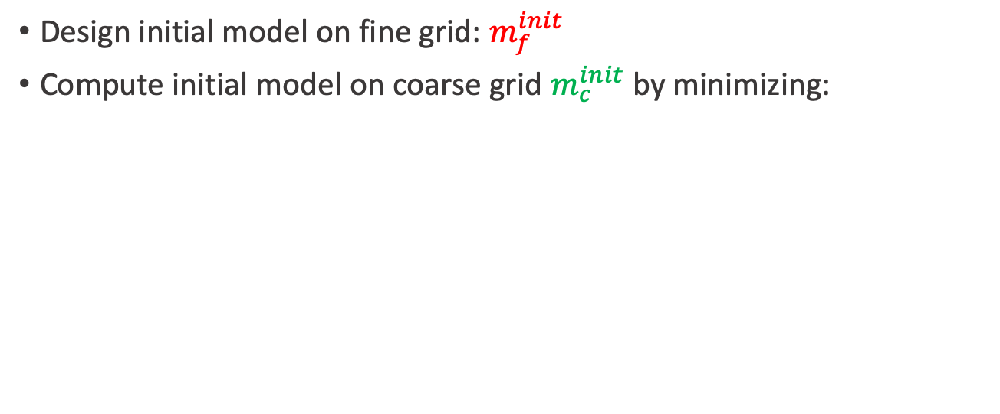 • Design initial model on fine grid: $m_f^{init}$
• Compute initial model on coarse grid $m_c^{init}$ by minimizing: